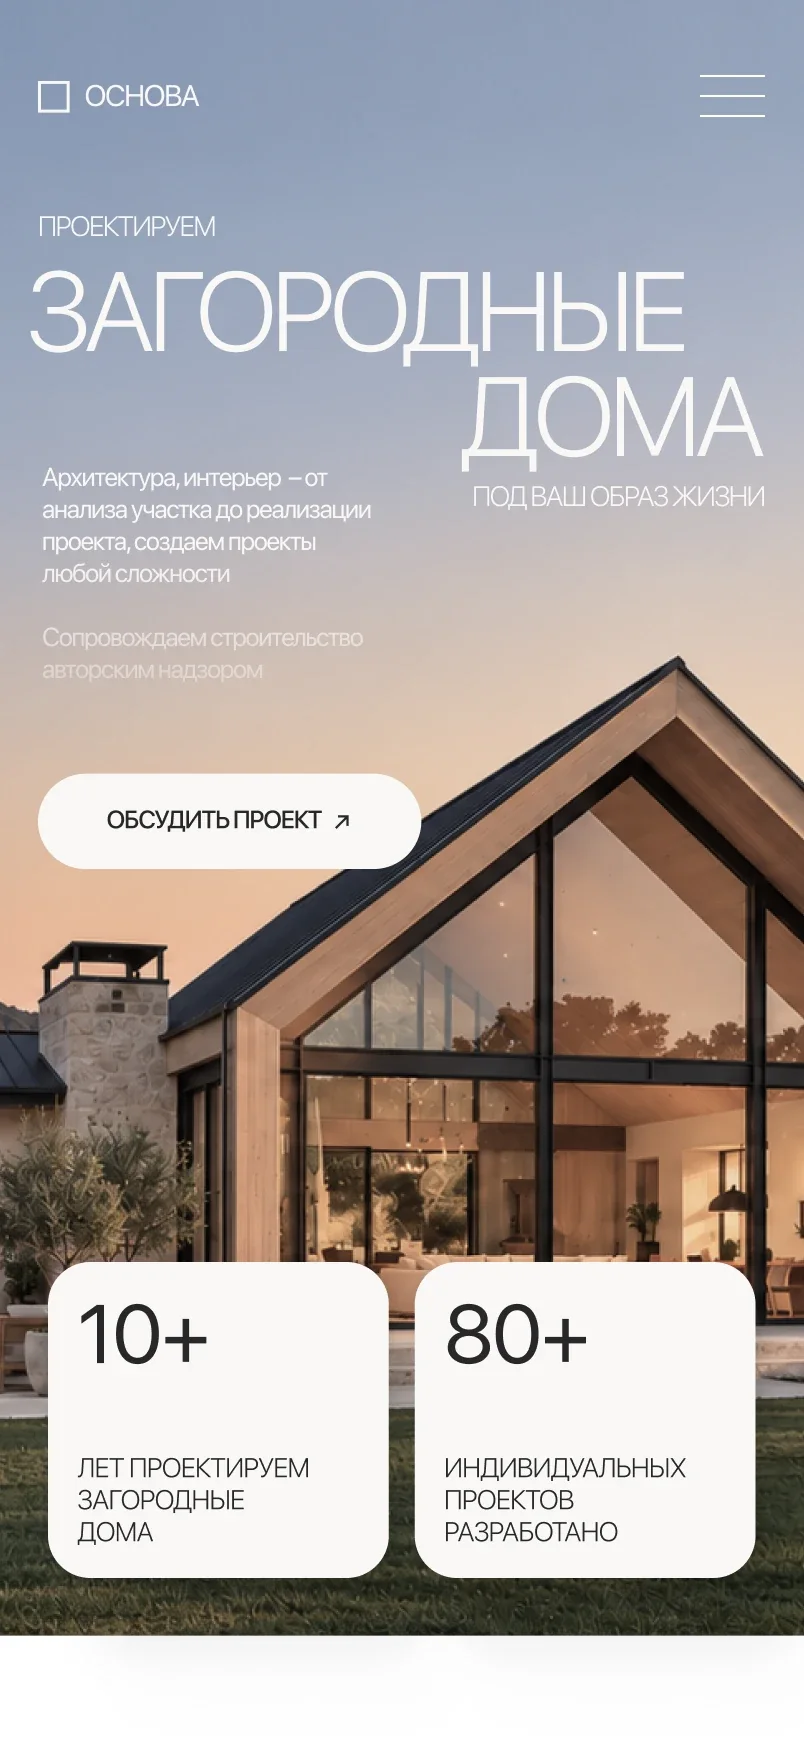 ОСНОВА
ПРОЕКТИРУЕМ
ЗАГОРОДНЫЕ
ДОМА
ПОД ВАШ ОБРАЗ ЖИЗНИ
Архитектура, интерьер – от
анализа участка до реализации
проекта, создаем проекты
любой сложности
Сопровождаем строительство
авторским надзором
ОБСУДИТЬ ПРОЕКТ ↗
10+
ЛЕТ ПРОЕКТИРУЕМ
ЗАГОРОДНЫЕ
ДОМА
80+
ИНДИВИДУАЛЬНЫХ
ПРОЕКТОВ
РАЗРАБОТАНО